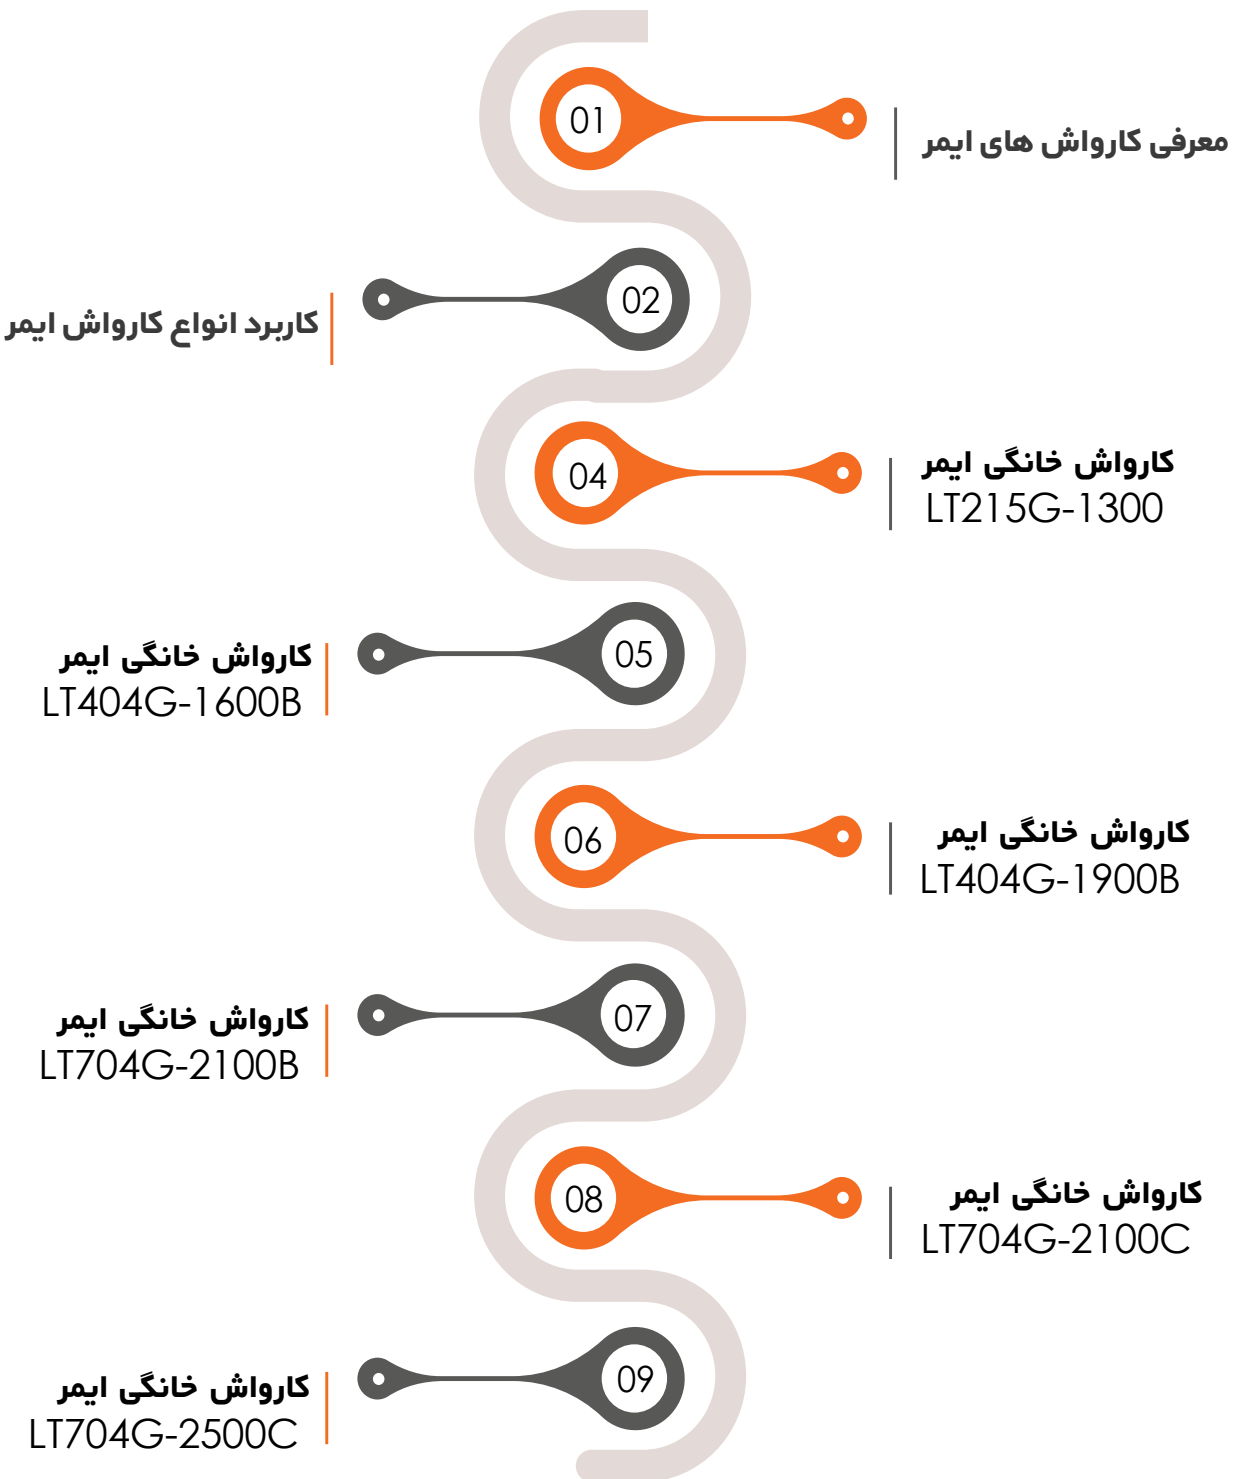 01
معرفی کارواش های ایمر
02
کاربرد انواع کارواش ایمر
04
کارواش خانگی ایمر
LT215G-1300
05
کارواش خانگی ایمر
LT404G-1600B
06
کارواش خانگی ایمر
LT404G-1900B
07
کارواش خانگی ایمر
LT704G-2100B
08
کارواش خانگی ایمر
LT704G-2100C
09
کارواش خانگی ایمر
LT704G-2500C